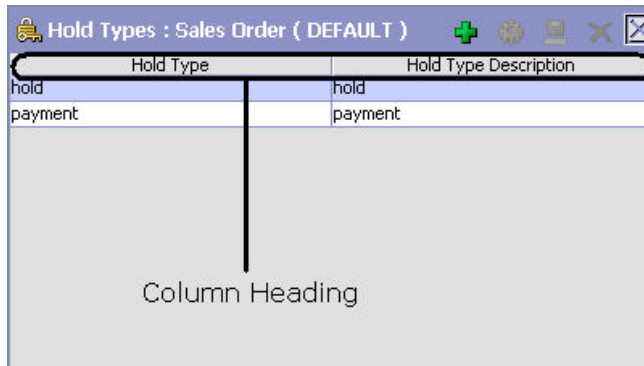 Hold Types : Sales Order ( DEFAULT )
Hold Type Hold Type Description
hold hold
payment payment
Column Heading